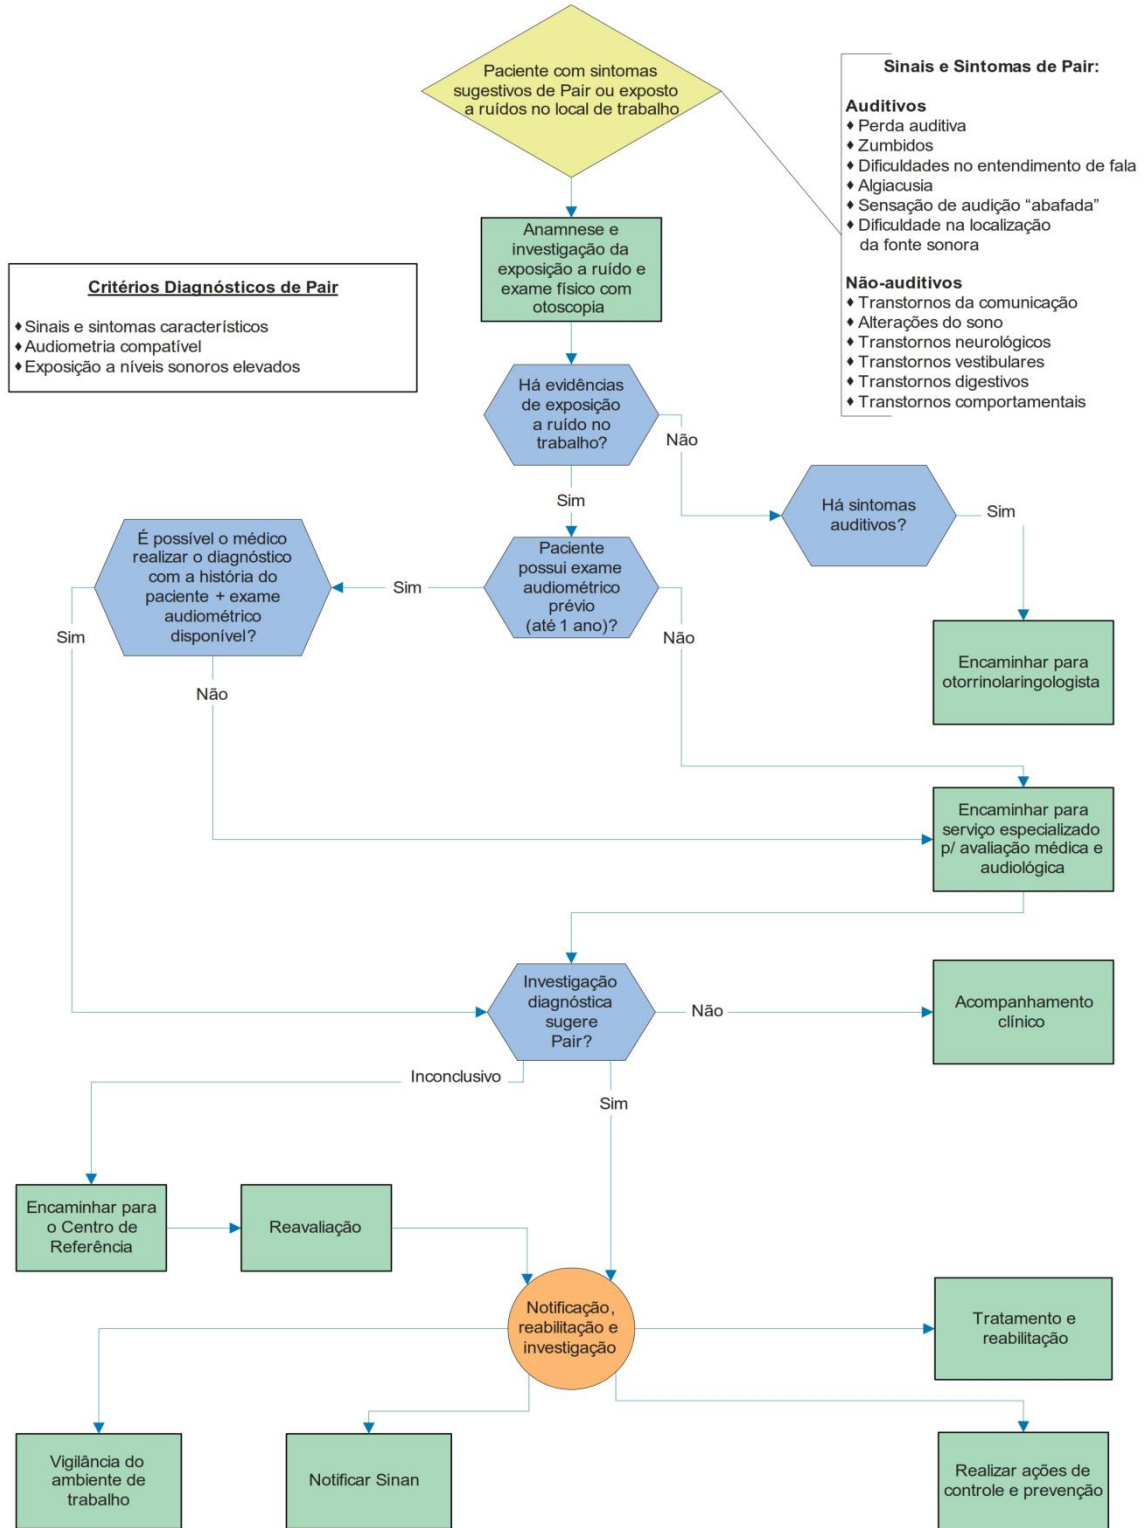 Paciente com sintomas
sugestivos de Pair ou exposto
a ruídos no local de trabalho
Sinais e Sintomas de Pair:
Auditivos
♦ Perda auditiva
♦ Zumbidos
♦ Dificuldades no entendimento de fala
♦ Algiacusia
♦ Sensação de audição “abafada”
♦ Dificuldade na localização
da fonte sonora
Não-auditivos
♦ Transtornos da comunicação
♦ Alterações do sono
♦ Transtornos neurológicos
♦ Transtornos vestibulares
♦ Transtornos digestivos
♦ Transtornos comportamentais
Anamnese e
investigação da
exposição a ruído e
exame físico com
otoscopia
Critérios Diagnósticos de Pair
♦ Sinais e sintomas característicos
♦ Audiometria compatível
♦ Exposição a níveis sonoros elevados
Há evidências
de exposição
a ruído no
trabalho?
Não
Sim
Há sintomas
auditivos?
Sim
É possível o médico
realizar o diagnóstico
com a história do
paciente + exame
audiométrico
disponível?
Sim
Paciente
possui exame
audiométrico
prévio
(até 1 ano)?
Sim
Não
Não
Encaminhar para
otorrinolaringologista
Encaminhar para
serviço especializado
p/ avaliação médica e
audiológica
Investigação
diagnóstica
sugere
Pair?
Não
Acompanhamento
clínico
Inconclusivo
Sim
Encaminhar para
o Centro de
Referência
Reavaliação
Notificação,
reabilitação e
investigação
Tratamento e
reabilitação
Vigilância do
ambiente de
trabalho
Notificar Sinan
Realizar ações de
controle e prevenção